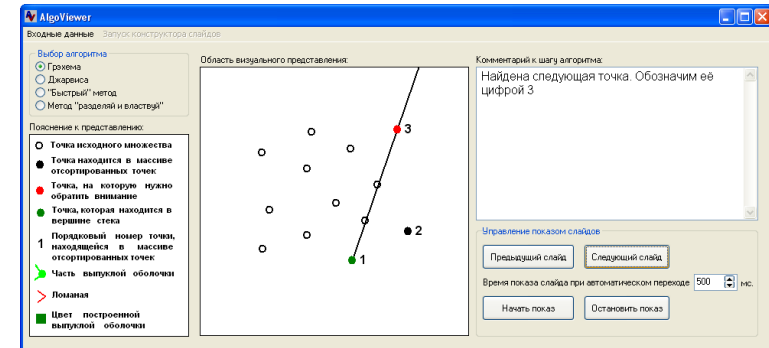 AlgoViewer
Входные данные Запуск конструктора слайдов
Выбор алгоритма
Грэхема
Джарвиса
"Быстрый" метод
Метод "разделяй и властвуй"
Пояснение к представлению:
Точка исходного множества
Точка находится в массиве
отсортированных точек
Точка, на которую нужно
обратить внимание
Точка, которая находится в
вершине стека
1 Порядковый номер точки,
находящейся в массиве
отсортированных точек
Часть выпуклой оболочки
Ломаная
Цвет построенной
выпуклой оболочки
Область визуального представления:
3
2
1
Комментарий к шагу алгоритма:
Найдена следующая точка. Обозначим её
цифрой 3
Управление показом слайдов
Предыдущий слайд Следующий слайд
Время показа слайда при автоматическом переходе 500 мс.
Начать показ Остановить показ